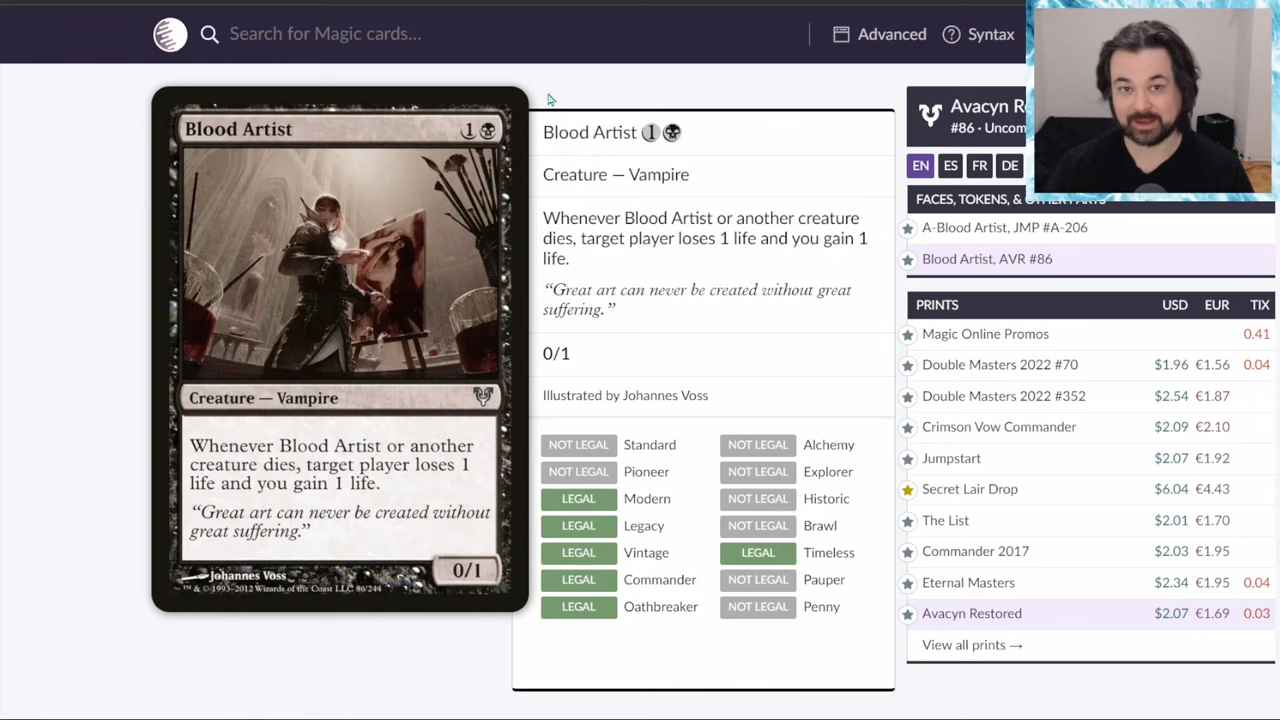 Search for Magic cards...
Advanced
Syntax
Blood Artist 1
Whenever Blood Artist or another
creature dies, target player loses 1
life and you gain 1 life.
“Great art can never be created without
great suffering.”
Creature — Vampire
0/1
Johannes Voss
™ & © 1993–2012 Wizards of the Coast LLC 86/244
Blood Artist 1
Creature — Vampire
Whenever Blood Artist or another creature
dies, target player loses 1 life and you gain 1
life.
“Great art can never be created without great
suffering.”
0/1
Illustrated by Johannes Voss
NOT LEGAL Standard NOT LEGAL Alchemy
NOT LEGAL Pioneer NOT LEGAL Explorer
LEGAL Modern NOT LEGAL Historic
LEGAL Legacy NOT LEGAL Brawl
LEGAL Vintage LEGAL Timeless
LEGAL Commander NOT LEGAL Pauper
LEGAL Oathbreaker NOT LEGAL Penny
Avacyn Re
#86 · Uncom
EN ES FR DE
FACES, TOKENS, & OTHER PARTS
A-Blood Artist, JMP #A-206
Blood Artist, AVR #86
PRINTS USD EUR TIX
Magic Online Promos 0.41
Double Masters 2022 #70 $1.96 €1.56 0.04
Double Masters 2022 #352 $2.54 €1.87
Crimson Vow Commander $2.09 €2.10
Jumpstart $2.07 €1.92
Secret Lair Drop $6.04 €4.43
The List $2.01 €1.70
Commander 2017 $2.03 €1.95
Eternal Masters $2.34 €1.95 0.04
Avacyn Restored $2.07 €1.69 0.03
View all prints →